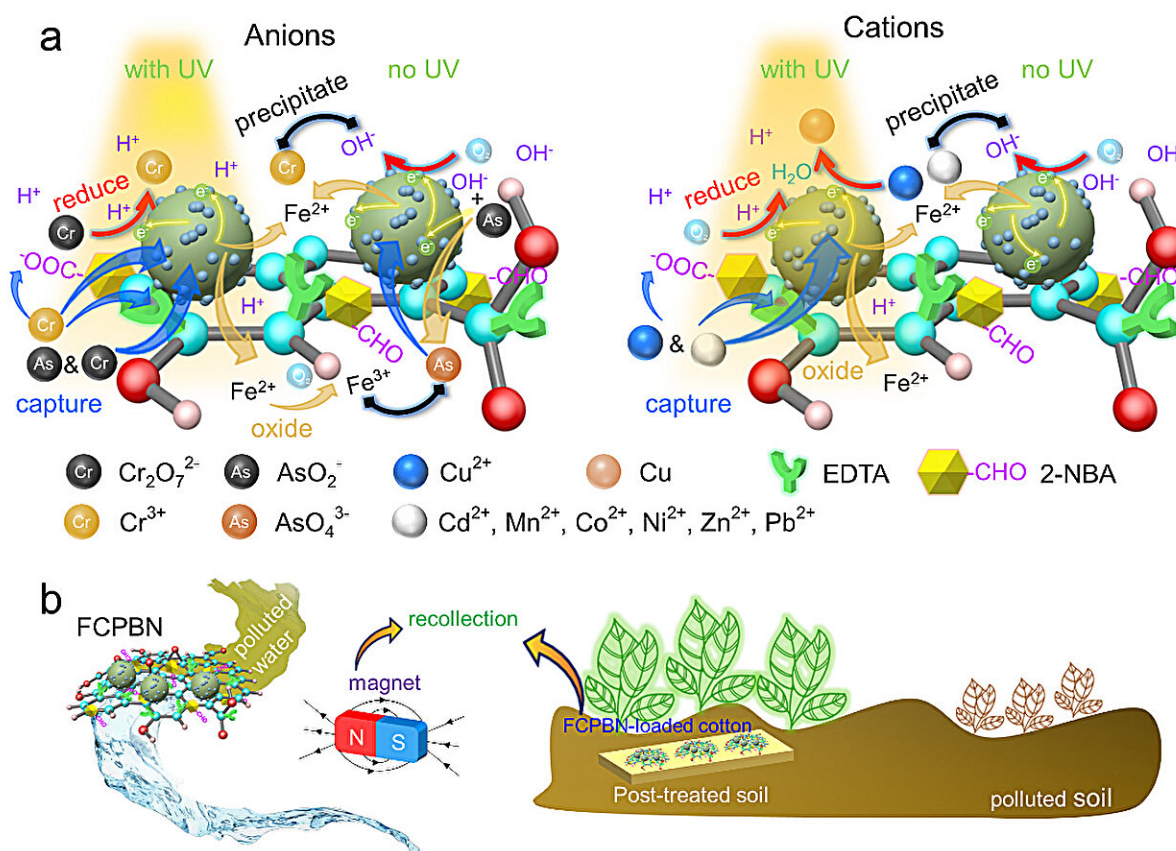 a
Anions
Cations
with UV
no UV
with UV
no UV
precipitate
precipitate
H⁺
H⁺
Cr
H⁺
Cr
OH⁻
O₂
OH⁻
H⁺
reduce
H⁺
Cr
e⁻
e⁻
Fe²⁺
e⁻
e⁻
e⁻
OH⁻
+
As
⁻OOC-
H⁺
-CHO
Cr
-CHO
As & Cr
capture
Fe²⁺
O₂
Fe³⁺
As
oxide
H⁺
H₂O
OH⁻
O₂
OH⁻
H⁺
reduce
H⁺
O₂
e⁻
e⁻
Fe²⁺
e⁻
e⁻
e⁻
OH⁻
⁻OOC-
H⁺
-CHO
-CHO
&
capture
oxide
Fe²⁺
Cr Cr₂O₇²⁻
As AsO₂⁻
Cu²⁺
Cu
EDTA
-CHO 2-NBA
Cr Cr³⁺
As AsO₄³⁻
Cd²⁺, Mn²⁺, Co²⁺, Ni²⁺, Zn²⁺, Pb²⁺
b
FCPBN
polluted
water
CHO
recollection
magnet
N S
FCPBN-loaded cotton
Post-treated soil
polluted soil